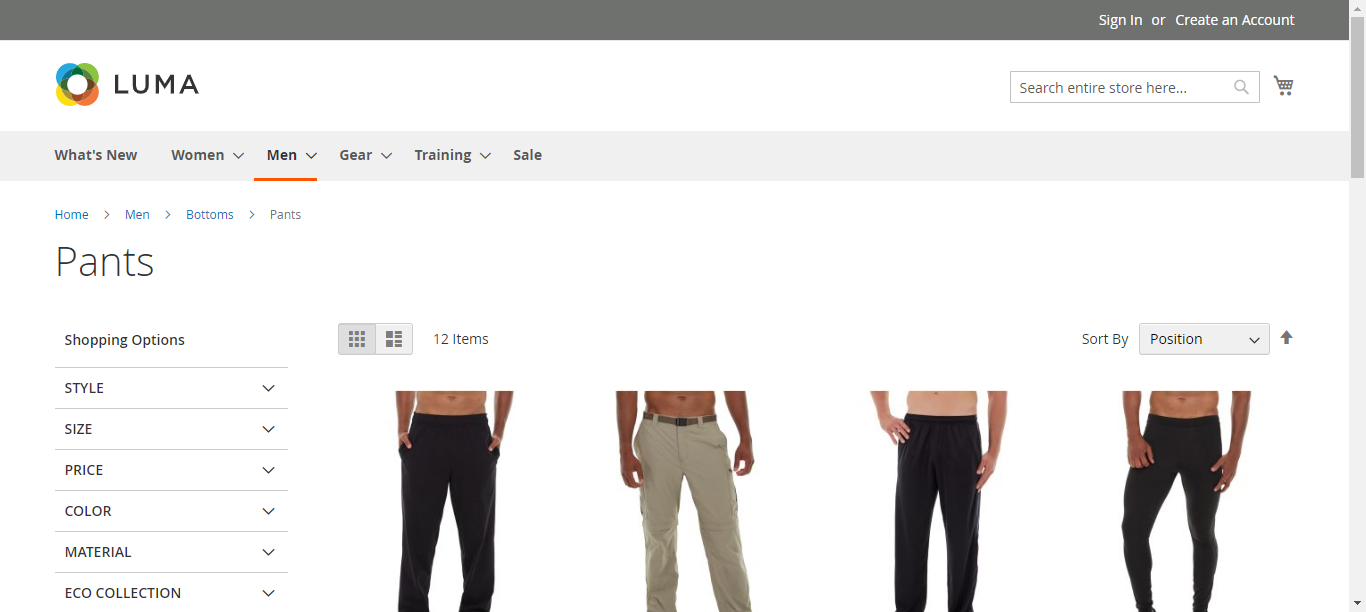 Sign In or Create an Account
LUMA
Search entire store here...
What's New Women Men Gear Training Sale
Home Men Bottoms Pants
Pants
Shopping Options
12 Items
Sort By Position
STYLE
SIZE
PRICE
COLOR
MATERIAL
ECO COLLECTION